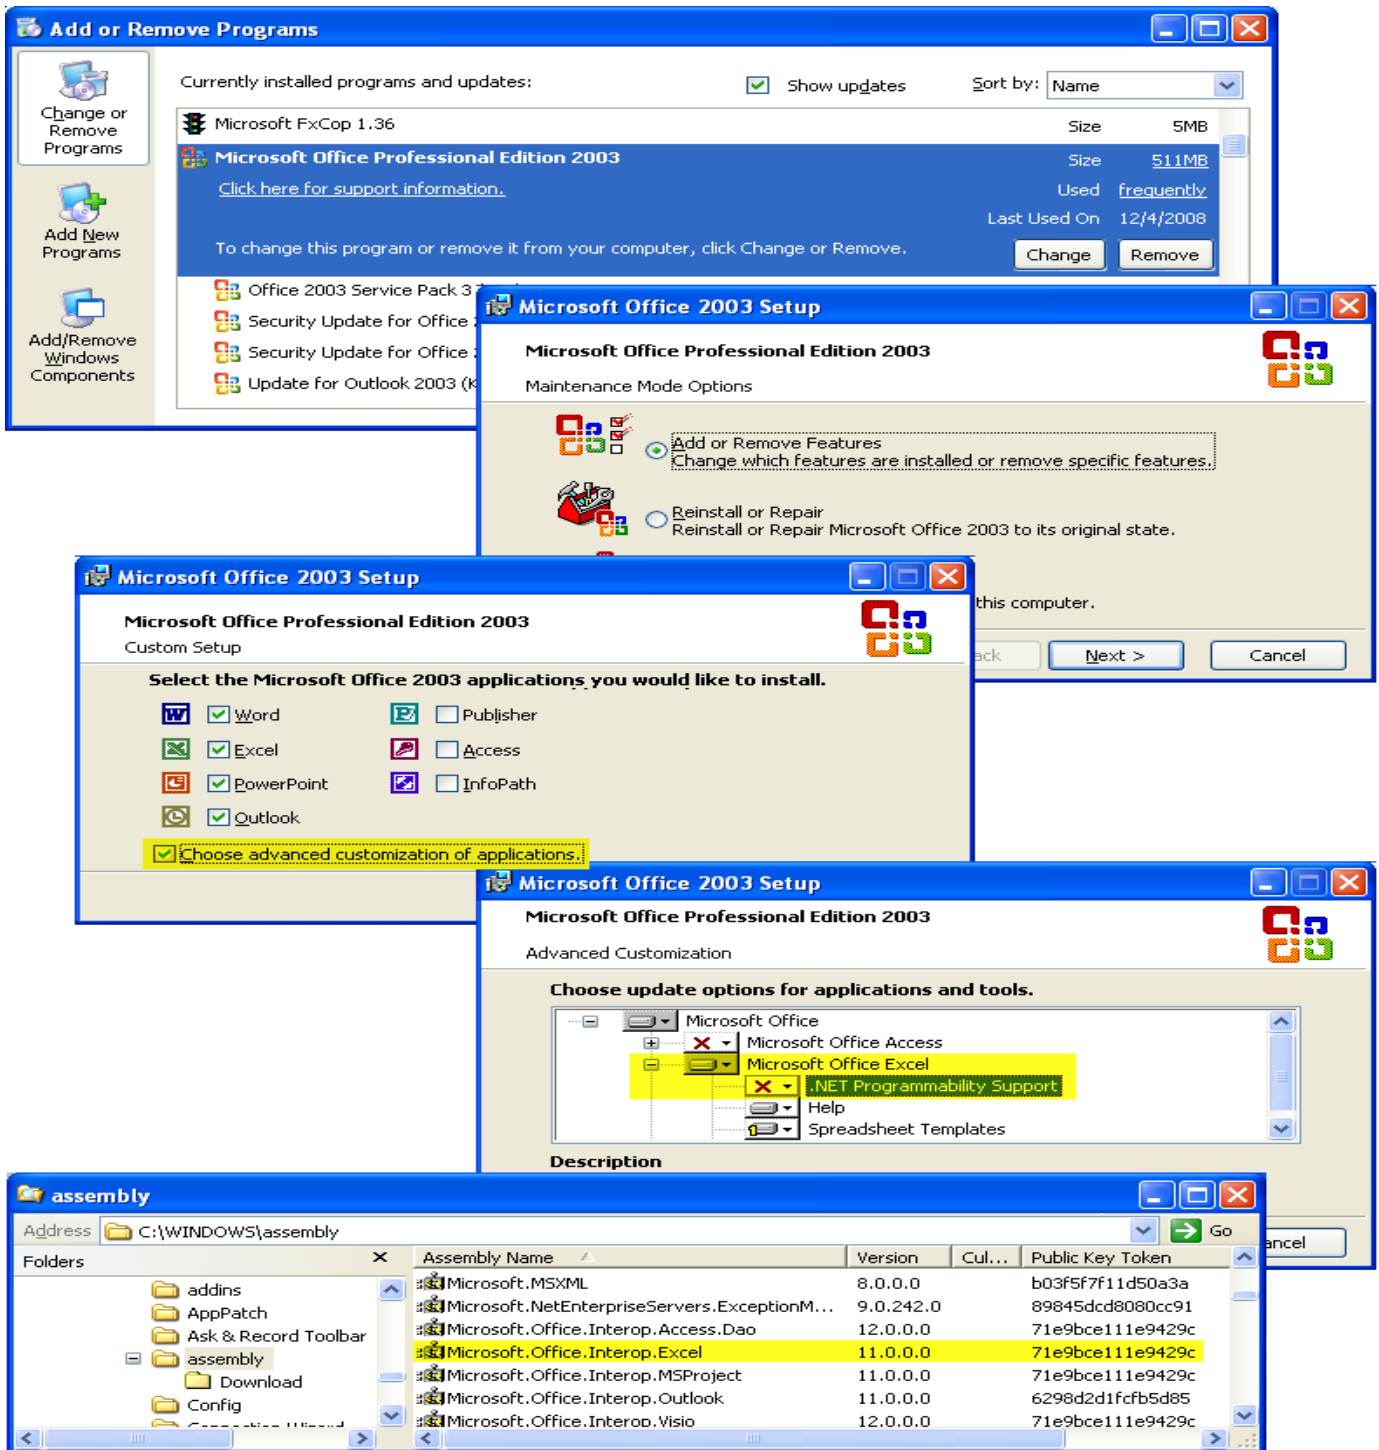 Add or Remove Programs
Currently installed programs and updates:
Show updates
Sort by: Name
Change or
Remove
Programs
Add New
Programs
Add/Remove
Windows
Components
Microsoft FxCop 1.36
Size 5MB
Microsoft Office Professional Edition 2003
Size 511MB
Click here for support information.
Used frequently
Last Used On 12/4/2008
To change this program or remove it from your computer, click Change or Remove.
Change Remove
Office 2003 Service Pack 3
Security Update for Office
Security Update for Office
Update for Outlook 2003 (K
Microsoft Office 2003 Setup
Microsoft Office Professional Edition 2003
Maintenance Mode Options
Add or Remove Features
Change which features are installed or remove specific features.
Reinstall or Repair
Reinstall or Repair Microsoft Office 2003 to its original state.
this computer.
ack Next > Cancel
Microsoft Office 2003 Setup
Microsoft Office Professional Edition 2003
Custom Setup
Select the Microsoft Office 2003 applications you would like to install.
Word Publisher
Excel Access
PowerPoint InfoPath
Outlook
Choose advanced customization of applications.
Microsoft Office 2003 Setup
Microsoft Office Professional Edition 2003
Advanced Customization
Choose update options for applications and tools.
Microsoft Office
Microsoft Office Access
Microsoft Office Excel
.NET Programmability Support
Help
Spreadsheet Templates
Description
ancel
assembly
Address C:\WINDOWS\assembly Go
Folders
addins
AppPatch
Ask & Record Toolbar
assembly
Download
Config
Assembly Name Version Cul... Public Key Token
Microsoft.MSXML 8.0.0.0 b03f5f7f11d50a3a
Microsoft.NetEnterpriseServers.ExceptionM... 9.0.242.0 89845dcd8080cc91
Microsoft.Office.Interop.Access.Dao 12.0.0.0 71e9bce111e9429c
Microsoft.Office.Interop.Excel 11.0.0.0 71e9bce111e9429c
Microsoft.Office.Interop.MSProject 11.0.0.0 71e9bce111e9429c
Microsoft.Office.Interop.Outlook 11.0.0.0 6298d2d1fcfb5d85
Microsoft.Office.Interop.Visio 12.0.0.0 71e9bce111e9429c